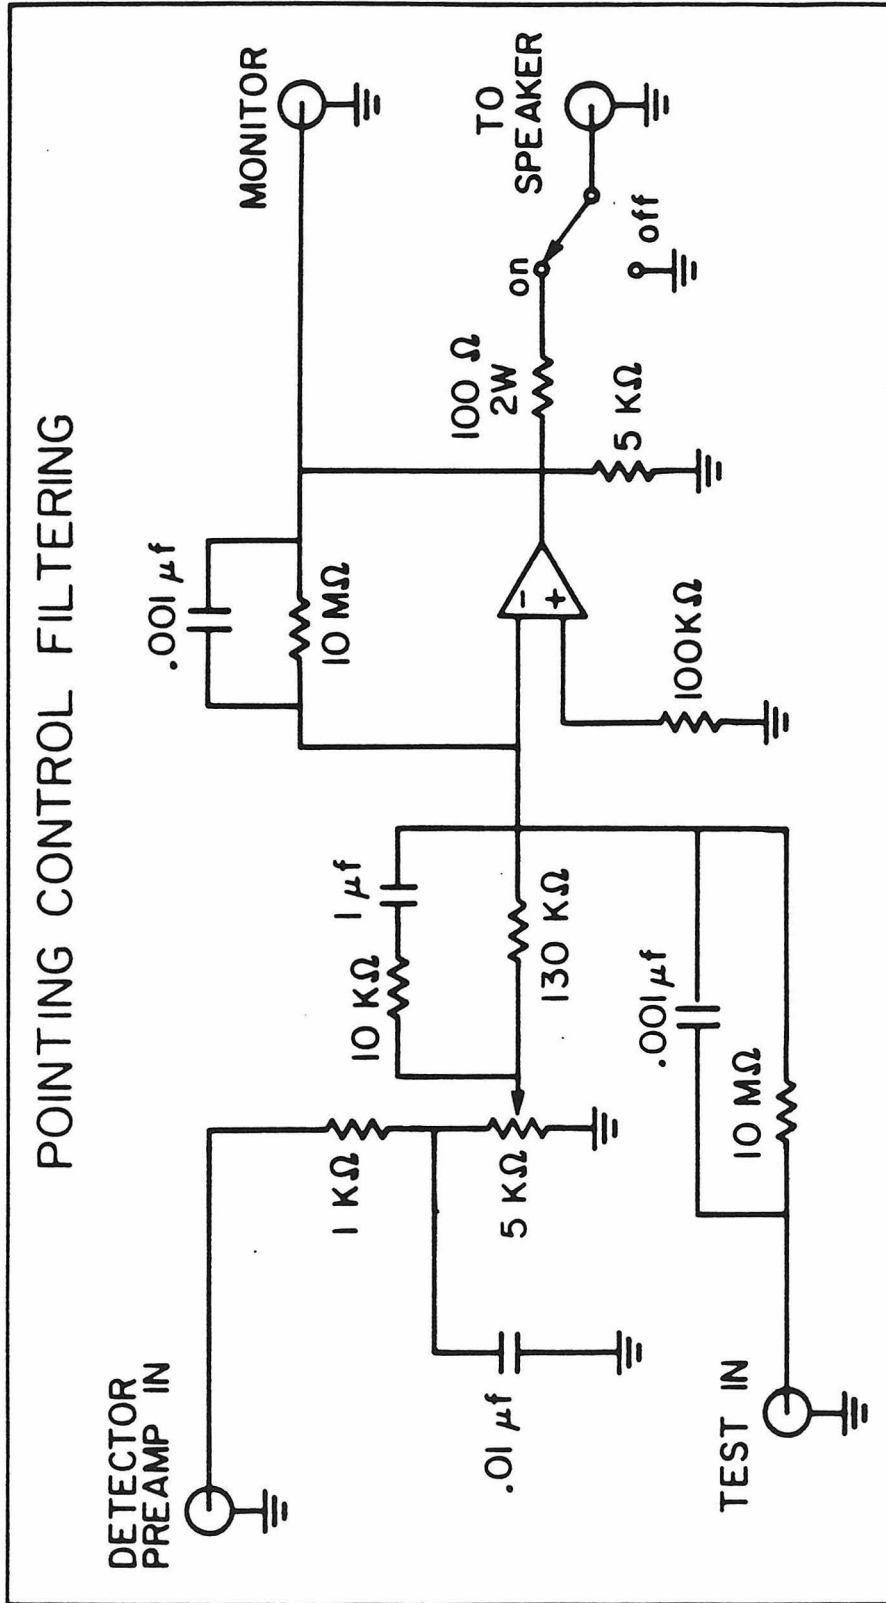 POINTING CONTROL FILTERING
DETECTOR
PREAMP IN
MONITOR
.001 µf
10 MΩ
1 µf
10 KΩ
1 KΩ
130 KΩ
5 KΩ
.01 µf
-
+
100 Ω
2W
on
off
TO
SPEAKER
5 KΩ
100KΩ
.001 µf
10 MΩ
TEST IN